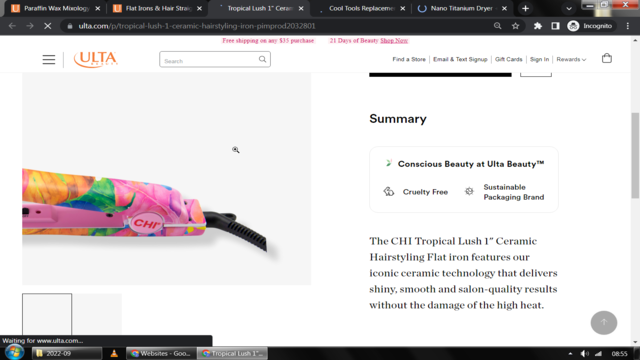 Paraffin Wax Mixology
Flat Irons & Hair Straig
Tropical Lush 1" Ceram
Cool Tools Replacemen
Nano Titanium Dryer
ulta.com/p/tropical-lush-1-ceramic-hairstyling-iron-pimprod2032801
Incognito
Free shipping on any $35 purchase
21 Days of Beauty Shop Now
ULTA
BEAUTY
Search
Find a Store
Email & Text Signup
Gift Cards
Sign In
Rewards
Summary
Conscious Beauty at Ulta Beauty™
Cruelty Free
Sustainable
Packaging Brand
CHI
The CHI Tropical Lush 1" Ceramic
Hairstyling Flat iron features our
iconic ceramic technology that delivers
shiny, smooth and salon-quality results
without the damage of the high heat.
Waiting for www.ulta.com...
2022-09
Websites - Goo...
Tropical Lush 1"...
08:55